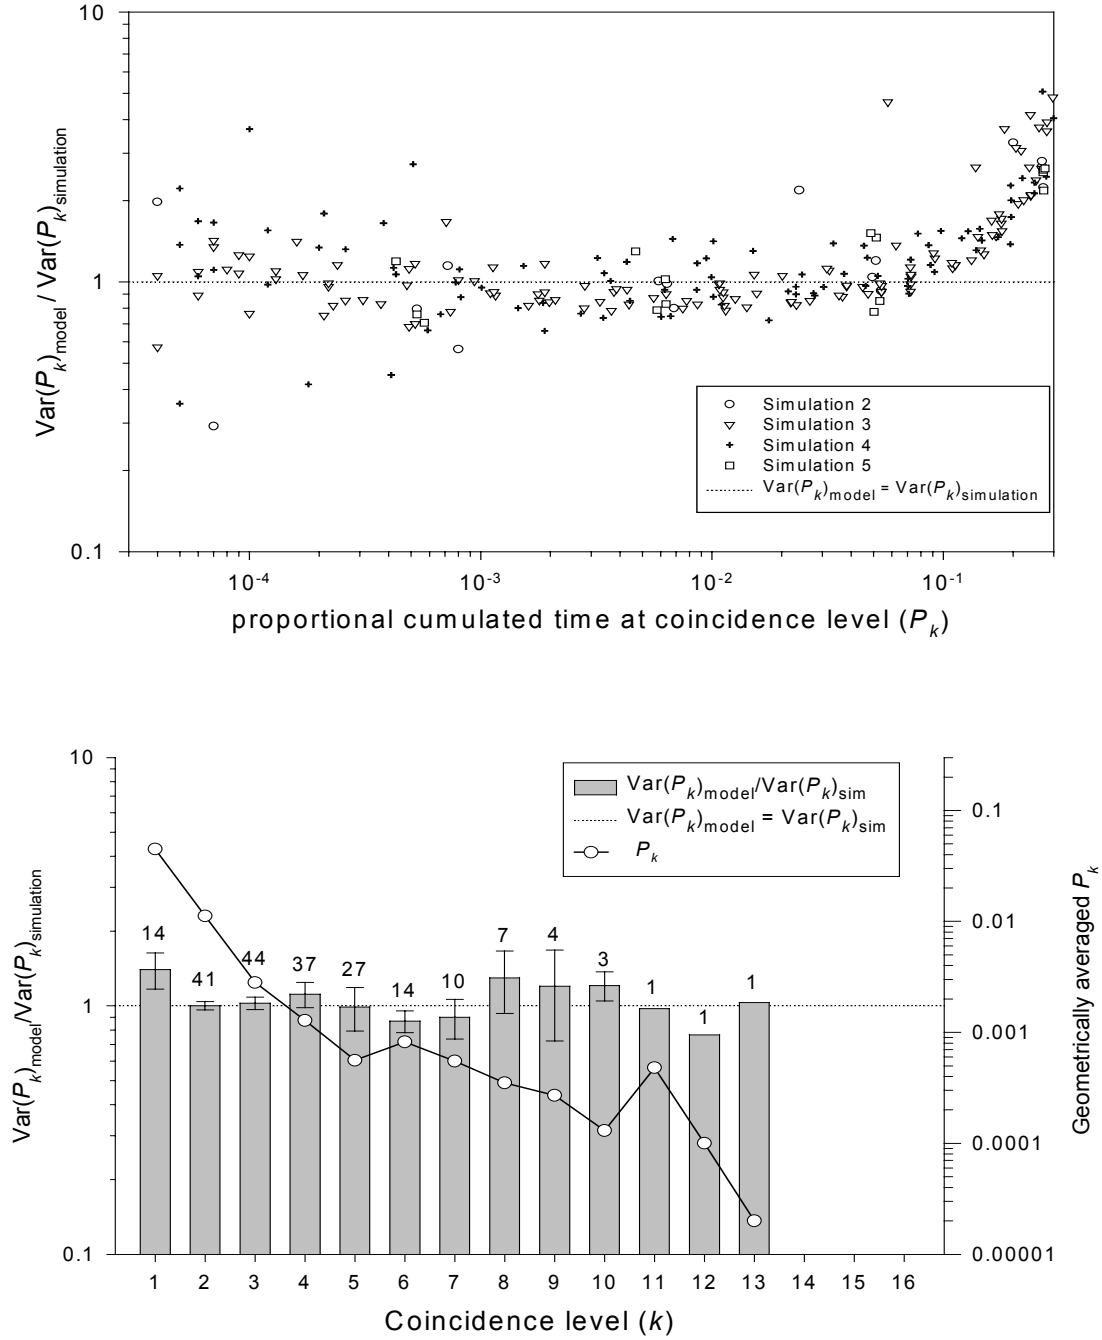 10
1
0.1
Var(P_k)_model / Var(P_k)_simulation
Simulation 2
Simulation 3
Simulation 4
Simulation 5
Var(P_k)_model = Var(P_k)_simulation
10^-4 10^-3 10^-2 10^-1
proportional cumulated time at coincidence level (P_k)
10
1
0.1
Var(P_k)_model/Var(P_k)_simulation
Var(P_k)_model/Var(P_k)_sim
Var(P_k)_model = Var(P_k)_sim
P_k
14 41 44 37 27 14 10 7 4 3 1 1 1
0.1
0.01
0.001
0.0001
0.00001
Geometrically averaged P_k
1 2 3 4 5 6 7 8 9 10 11 12 13 14 15 16
Coincidence level (k)